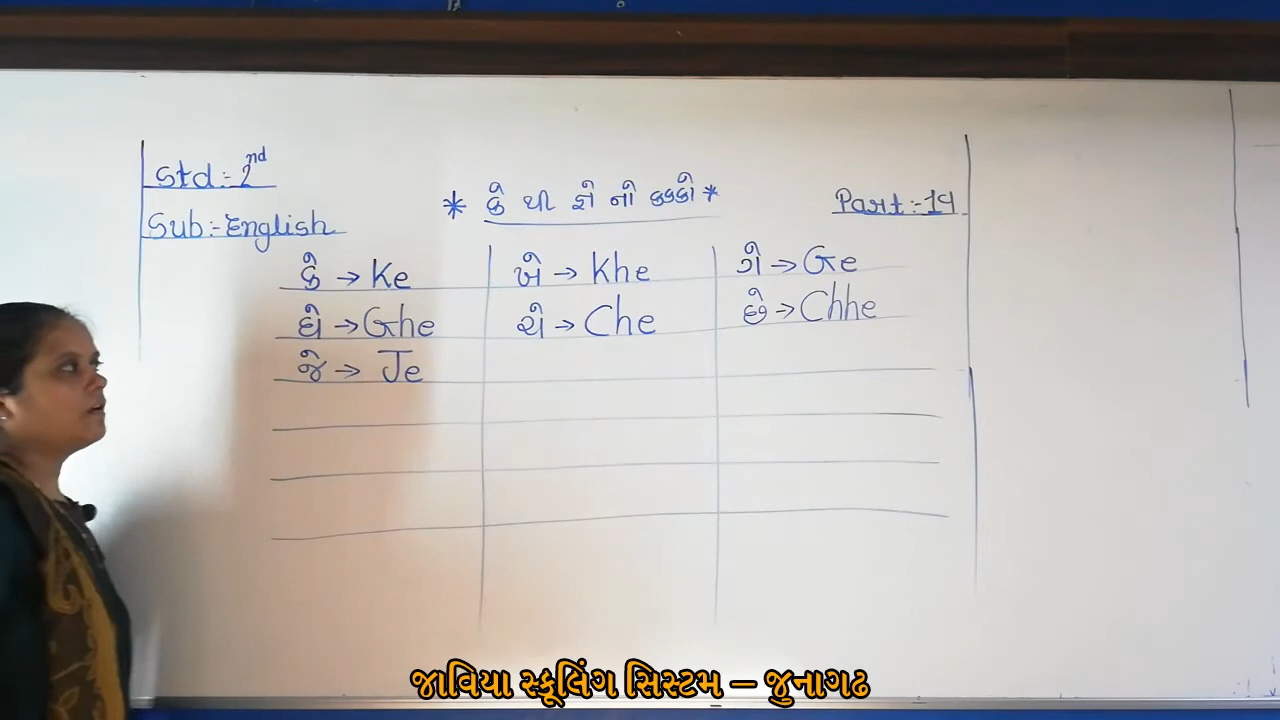 Std:- 2nd
* કે થી જ્ઞે નો કક્કો *
Part:- 14
Sub:- English
કે → Ke
ખે → Khe
ગે → Ge
ઘે → Ghe
ચે → Che
છે → Chhe
જે → Je
જાવિયા સ્કૂલિંગ સિસ્ટમ – જુનાગઢ